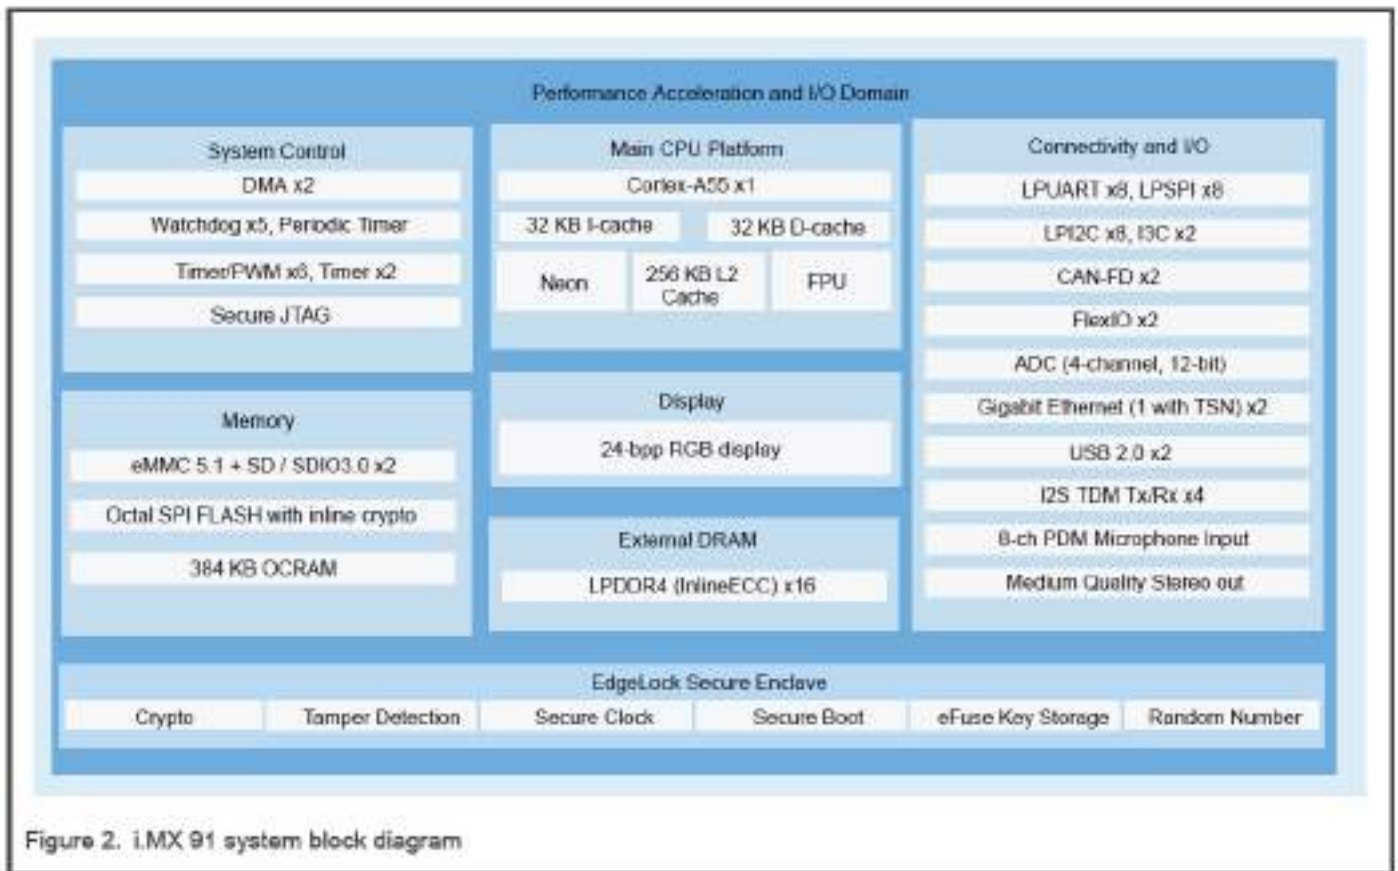 Performance Acceleration and I/O Domain
System Control
DMA x2
Watchdog x5, Periodic Timer
Timer/PWM x6, Timer x2
Secure JTAG
Memory
eMMC 5.1 + SD / SDIO3.0 x2
Octal SPI FLASH with inline crypto
384 KB OCRAM
Main CPU Platform
Cortex-A55 x1
32 KB I-cache
32 KB D-cache
Neon
256 KB L2
Cache
FPU
Display
24-bpp RGB display
External DRAM
LPDDR4 (InlineECC) x16
Connectivity and I/O
LPUART x8, LPSPI x8
LPI2C x8, I3C x2
CAN-FD x2
FlexIO x2
ADC (4-channel, 12-bit)
Gigabit Ethernet (1 with TSN) x2
USB 2.0 x2
I2S TDM Tx/Rx x4
8-ch PDM Microphone Input
Medium Quality Stereo out
EdgeLock Secure Enclave
Crypto
Tamper Detection
Secure Clock
Secure Boot
eFuse Key Storage
Random Number
Figure 2. i.MX 91 system block diagram